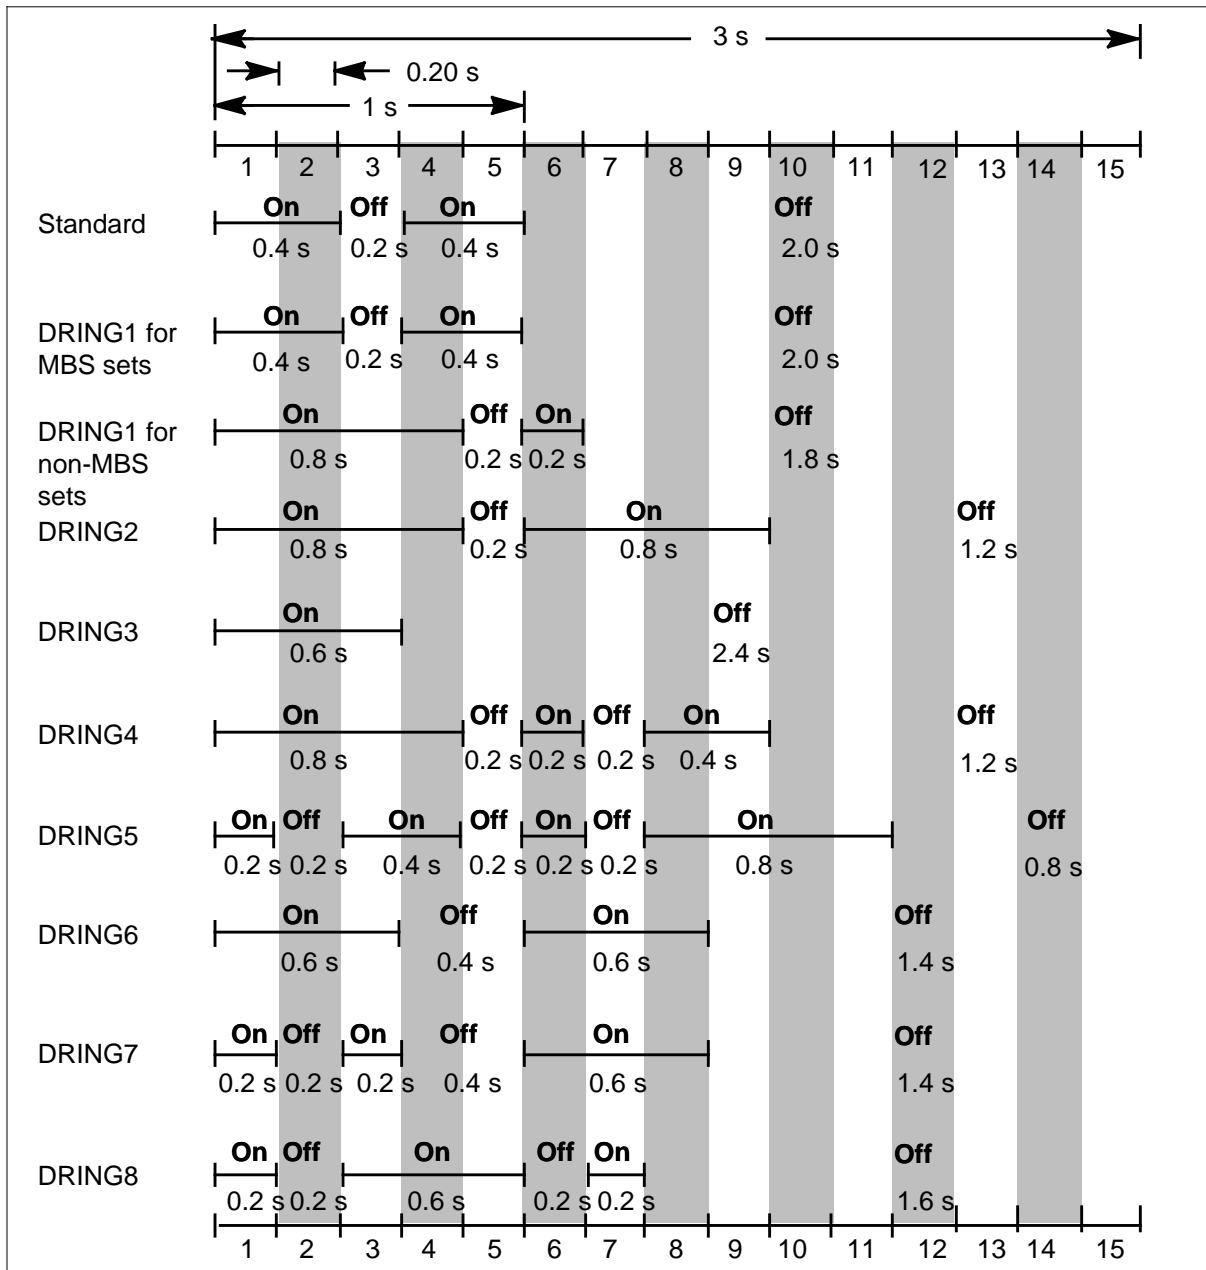 3 s
0.20 s
1 s
1 2 3 4 5 6 7 8 9 10 11 12 13 14 15
On Off On Off
Standard
0.4 s 0.2 s 0.4 s 2.0 s
On Off On Off
DRING1 for
MBS sets
0.4 s 0.2 s 0.4 s 2.0 s
On Off On Off
DRING1 for
non-MBS
sets
0.8 s 0.2 s 0.2 s 1.8 s
On Off On Off
DRING2
0.8 s 0.2 s 0.8 s 1.2 s
On Off
DRING3
0.6 s 2.4 s
On Off On Off On Off
DRING4
0.8 s 0.2 s 0.2 s 0.2 s 0.4 s 1.2 s
On Off On Off On Off On Off
DRING5
0.2 s 0.2 s 0.4 s 0.2 s 0.2 s 0.2 s 0.8 s 0.8 s
On Off On Off
DRING6
0.6 s 0.4 s 0.6 s 1.4 s
On Off On Off On Off
DRING7
0.2 s 0.2 s 0.2 s 0.4 s 0.6 s 1.4 s
On Off On Off On Off
DRING8
0.2 s 0.2 s 0.6 s 0.2 s 0.2 s 1.6 s
1 2 3 4 5 6 7 8 9 10 11 12 13 14 15